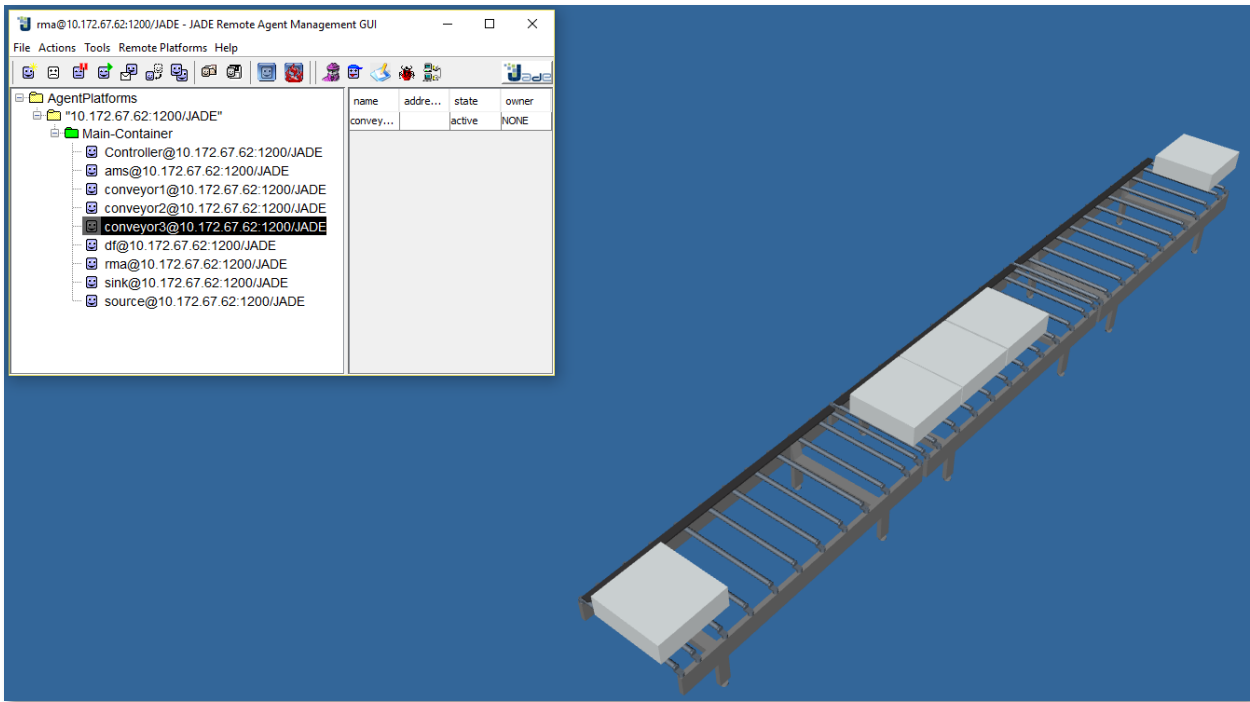 rma@10.172.67.62:1200/JADE - JADE Remote Agent Management GUI
File Actions Tools Remote Platforms Help
Jade
AgentPlatforms
"10.172.67.62:1200/JADE"
Main-Container
Controller@10.172.67.62:1200/JADE
ams@10.172.67.62:1200/JADE
conveyor1@10.172.67.62:1200/JADE
conveyor2@10.172.67.62:1200/JADE
conveyor3@10.172.67.62:1200/JADE
df@10.172.67.62:1200/JADE
rma@10.172.67.62:1200/JADE
sink@10.172.67.62:1200/JADE
source@10.172.67.62:1200/JADE
name addre... state owner
convey... active NONE